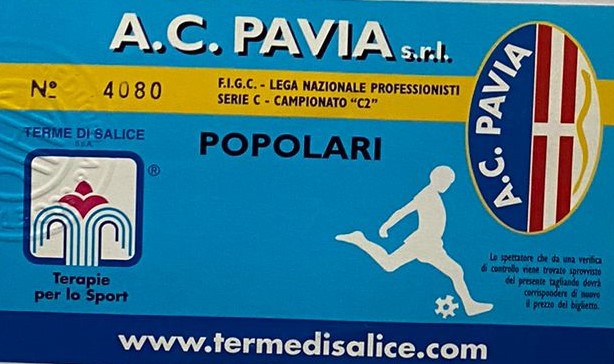 A.C. PAVIA s.r.l.
Nº 4080
F.I.G.C. - LEGA NAZIONALE PROFESSIONISTI
SERIE C - CAMPIONATO "C2"
A.C. PAVIA
TERME DI SALICE
S.p.A.
®
POPOLARI
Terapie
per lo Sport
Lo spettatore che da una verifica
di controllo viene trovato sprovvisto
del presente tagliando dovrà
corrispondere di nuovo
il prezzo del biglietto.
www.termedisalice.com